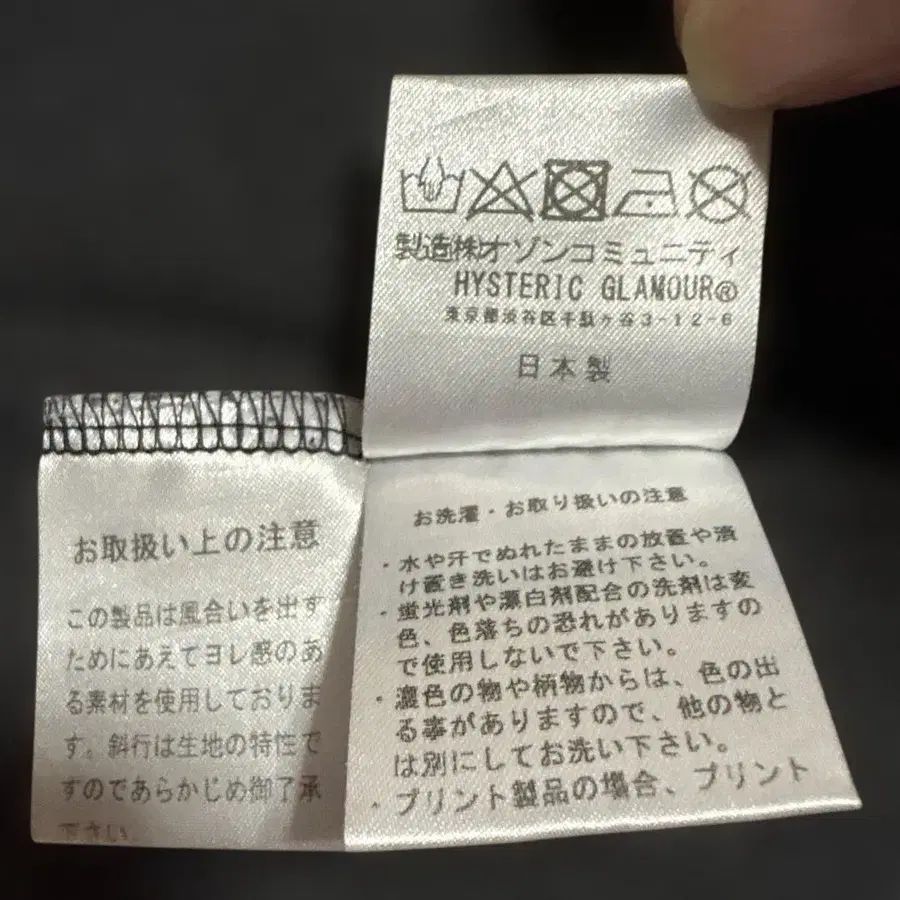 製造㈱オゾンコミュニティ
HYSTERIC GLAMOUR®
東京都渋谷区千駄ヶ谷3-12-6
日本製
お取扱い上の注意
この製品は風合いを出す
ためにあえてヨレ感のあ
る素材を使用しておりま
す。斜行は生地の特性で
すのであらかじめ御了承
下さい。
お洗濯・お取り扱いの注意
・水や汗でぬれたままの放置や漬
け置き洗いはお避け下さい。
・蛍光剤や漂白剤配合の洗剤は変
色、色落ちの恐れがありますの
で使用しないで下さい。
・濃色の物や柄物からは、色の出
る事がありますので、他の物と
は別にしてお洗い下さい。
・プリント製品の場合、プリント